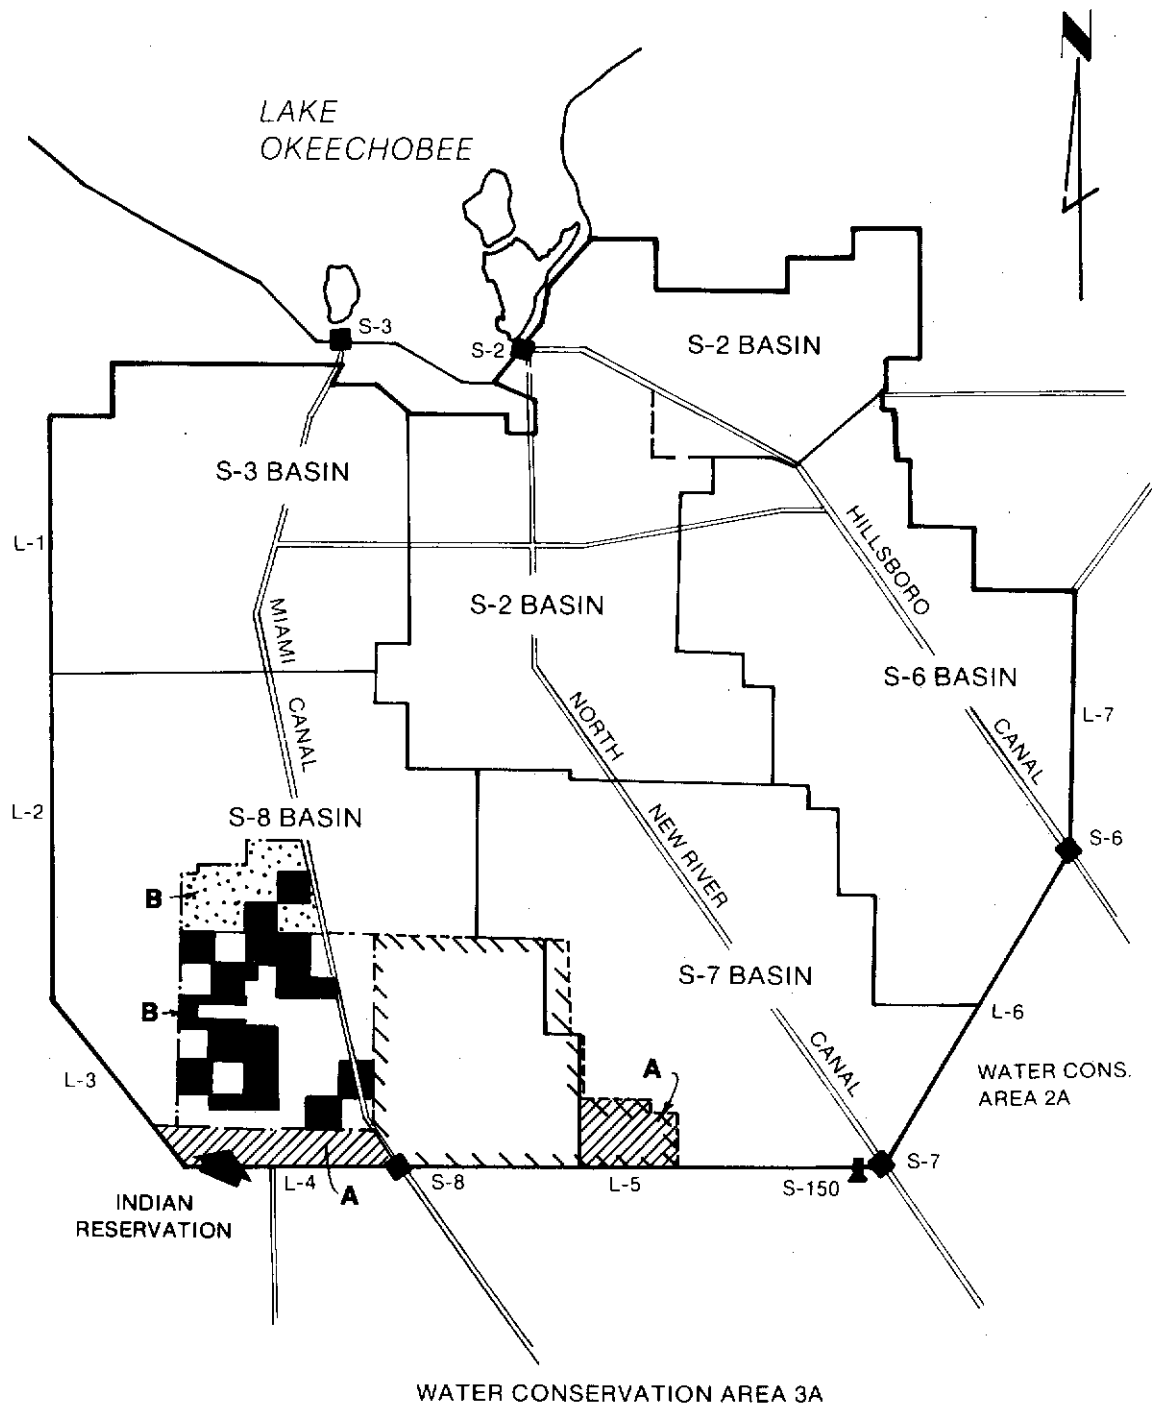 N
LAKE
OKEECHOBEE
S-3
S-2
S-2 BASIN
S-3 BASIN
L-1
HILLSBORO
S-2 BASIN
MIAMI
S-6 BASIN
CANAL
NORTH
L-7
CANAL
L-2
S-8 BASIN
NEW RIVER
S-6
B
S-7 BASIN
B
L-6
CANAL
L-3
A
WATER CONS.
AREA 2A
S-7
L-4
A
S-8
L-5
S-150
INDIAN
RESERVATION
WATER CONSERVATION AREA 3A